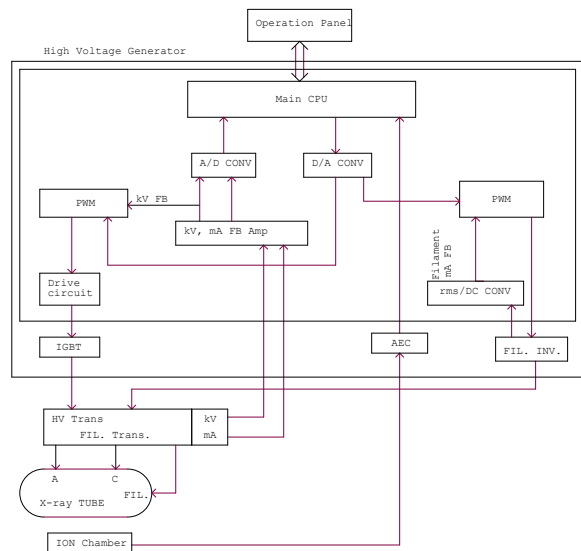 Operation Panel
High Voltage Generator
Main CPU
A/D CONV
D/A CONV
kV FB
PWM
PWM
kV, mA FB Amp
Filament
mA FB
Drive
circuit
rms/DC CONV
IGBT
AEC
FIL. INV.
HV Trans
kV
FIL. Trans.
mA
A
C
FIL.
X-ray TUBE
ION Chamber